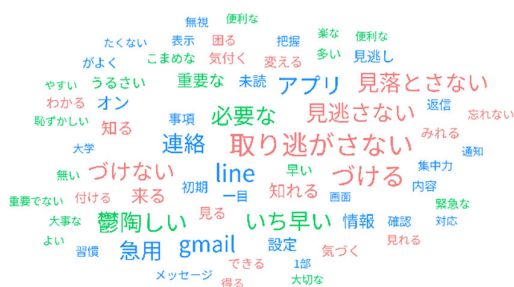 無視 便利な
たくない 表示 困る 把握 楽な 便利な
がよく こまめな 気付く 変える 多い 見逃し
やすい うるさい 重要な 未読 アプリ 見落とさない
わかる オン 必要な 見逃さない 返信 忘れない
恥ずかしい 知る 事項 みれる
大学 連絡 取り逃がさない 通知
無い づけない line 早い づける 集中力
重要でない 付ける 来る 初期 一目 知れる 画面 内容 緊急な
大事な 鬱陶しい 見る いち早い 情報 確認 対応
よい 習慣 急用 gmail 設定 気づく 見れる
メッセージ できる 1部
得る 大切な